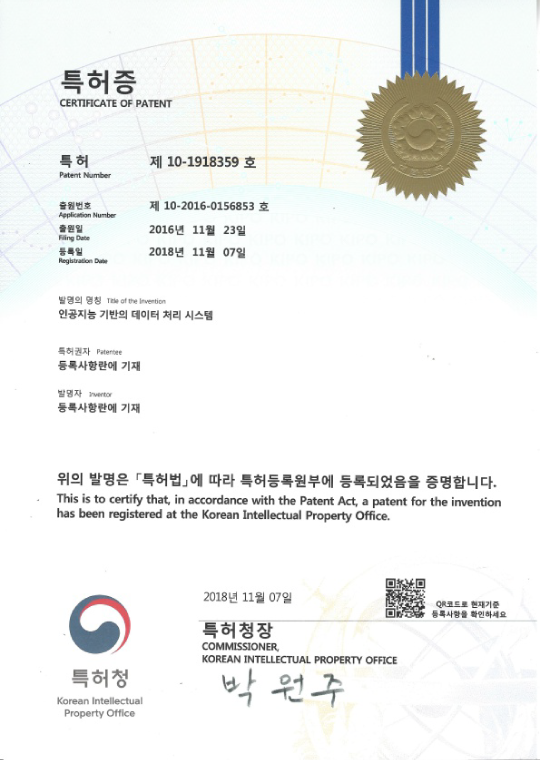 특허증
CERTIFICATE OF PATENT
특허 제 10-1918359 호
Patent Number
출원번호 제 10-2016-0156853 호
Application Number
출원일 2016년 11월 23일
Filing Date
등록일 2018년 11월 07일
Registration Date
발명의 명칭 Title of the Invention
인공지능 기반의 데이터 처리 시스템
특허권자 Patentee
등록사항란에 기재
발명자 Inventor
등록사항란에 기재
위의 발명은 「특허법」에 따라 특허등록원부에 등록되었음을 증명합니다.
This is to certify that, in accordance with the Patent Act, a patent for the invention
has been registered at the Korean Intellectual Property Office.
2018년 11월 07일
QR코드로 현재기준
등록사항을 확인하세요
특허청장
COMMISSIONER,
KOREAN INTELLECTUAL PROPERTY OFFICE
박원주
특허청
Korean Intellectual
Property Office